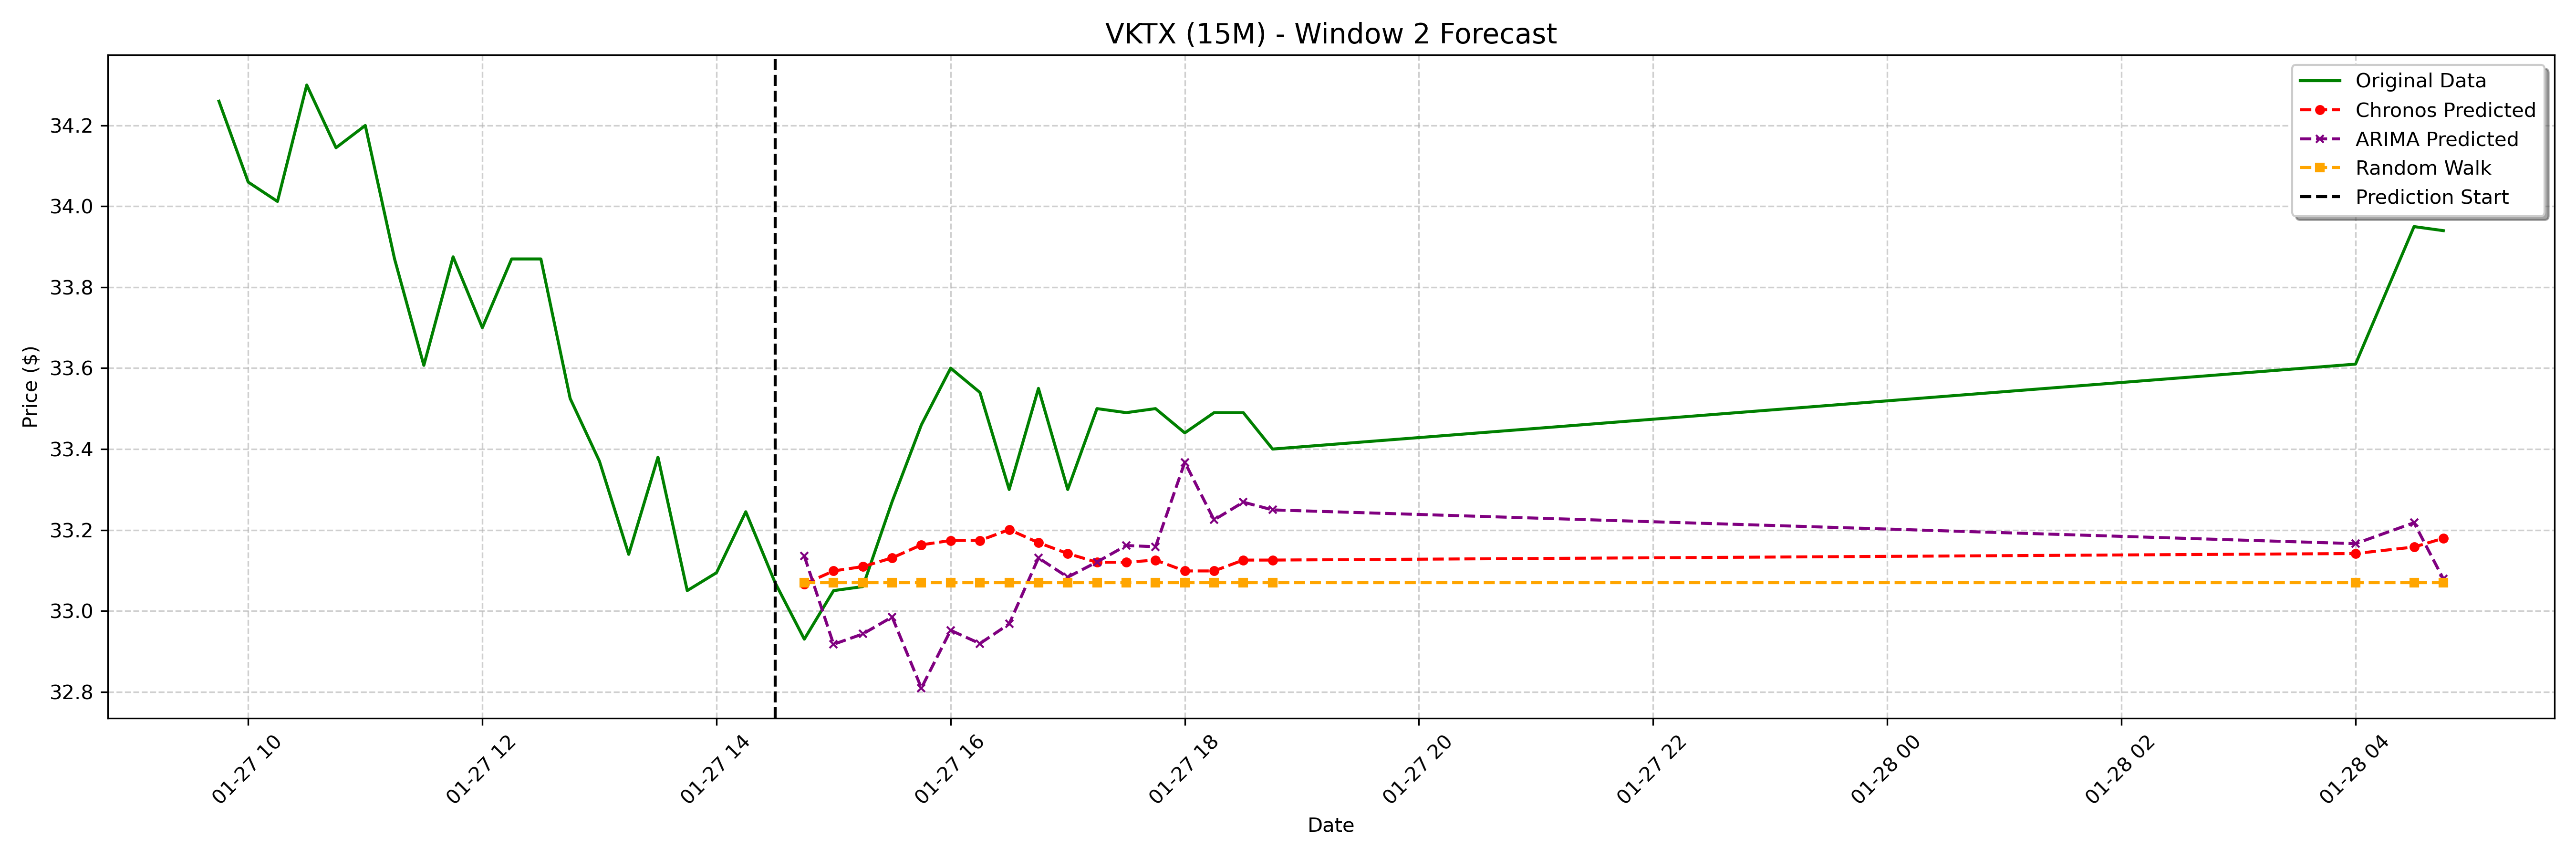 VKTX (15M) - Window 2 Forecast
Original Data
Chronos Predicted
ARIMA Predicted
Random Walk
Prediction Start
Price ($)
34.2
34.0
33.8
33.6
33.4
33.2
33.0
32.8
01-27 10
01-27 12
01-27 14
01-27 16
01-27 18
01-27 20
01-27 22
01-28 00
01-28 02
01-28 04
Date